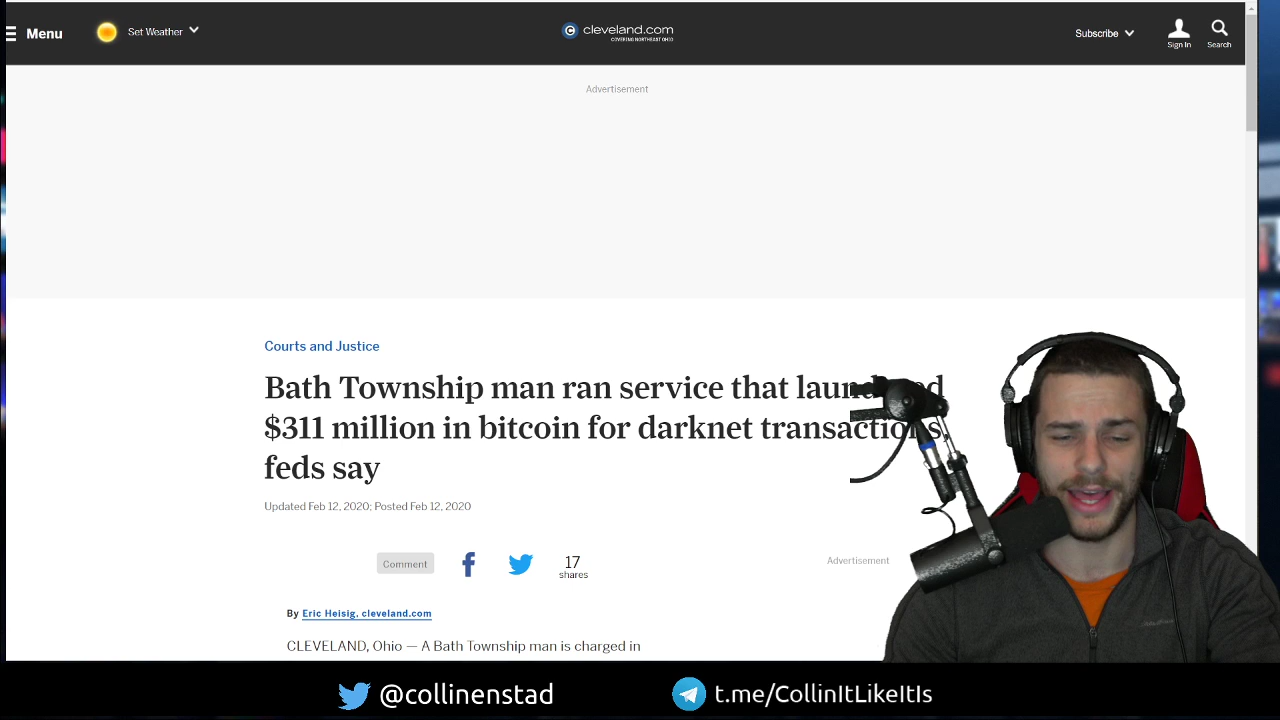 Menu
Set Weather
cleveland.com
COVERING NORTHEAST OHIO
Subscribe
Sign In
Search
Advertisement
Courts and Justice
Bath Township man ran service that laundered
$311 million in bitcoin for darknet transactions,
feds say
Updated Feb 12, 2020; Posted Feb 12, 2020
Comment
17
shares
Advertisement
By Eric Heisig, cleveland.com
CLEVELAND, Ohio — A Bath Township man is charged in
@collinenstad
t.me/CollinItLikeItIs